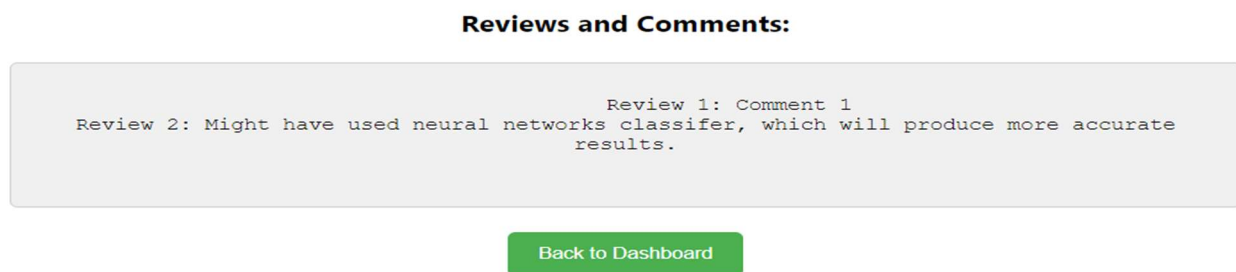 Reviews and Comments:
Review 1: Comment 1
Review 2: Might have used neural networks classifer, which will produce more accurate
results.
Back to Dashboard